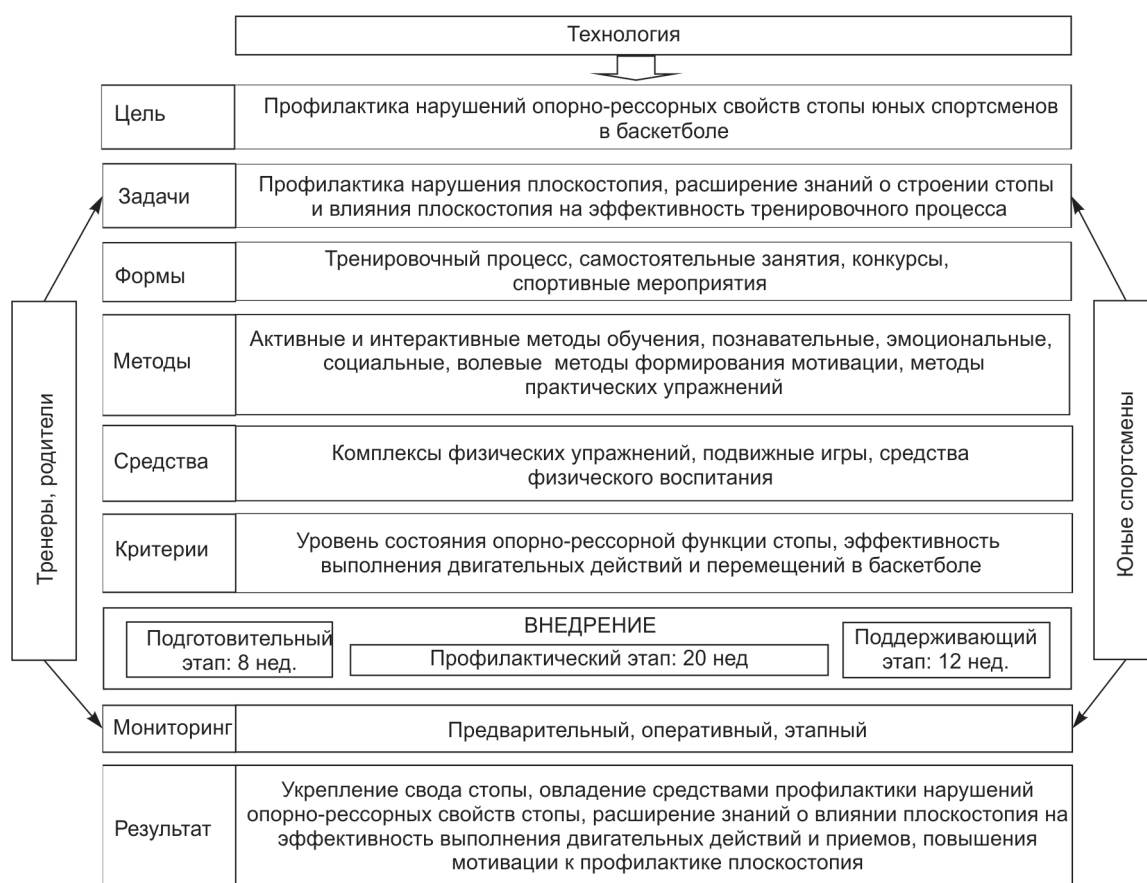 Технология
Цель
Профилактика нарушений опорно-рессорных свойств стопы юных спортсменов
в баскетболе
Задачи
Профилактика нарушения плоскостопия, расширение знаний о строении стопы
и влияния плоскостопия на эффективность тренировочного процесса
Формы
Тренировочный процесс, самостоятельные занятия, конкурсы,
спортивные мероприятия
Методы
Активные и интерактивные методы обучения, познавательные, эмоциональные,
социальные, волевые методы формирования мотивации, методы
практических упражнений
Средства
Комплексы физических упражнений, подвижные игры, средства
физического воспитания
Критерии
Уровень состояния опорно-рессорной функции стопы, эффективность
выполнения двигательных действий и перемещений в баскетболе
ВНЕДРЕНИЕ
Подготовительный
этап: 8 нед.
Профилактический этап: 20 нед
Поддерживающий
этап: 12 нед.
Мониторинг
Предварительный, оперативный, этапный
Результат
Укрепление свода стопы, овладение средствами профилактики нарушений
опорно-рессорных свойств стопы, расширение знаний о влиянии плоскостопия на
эффективность выполнения двигательных действий и приемов, повышения
мотивации к профилактике плоскостопия
Тренеры, родители
Юные спортсмены